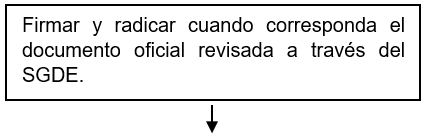 Firmar y radicar cuando corresponda el
documento oficial revisada a través del
SGDE.